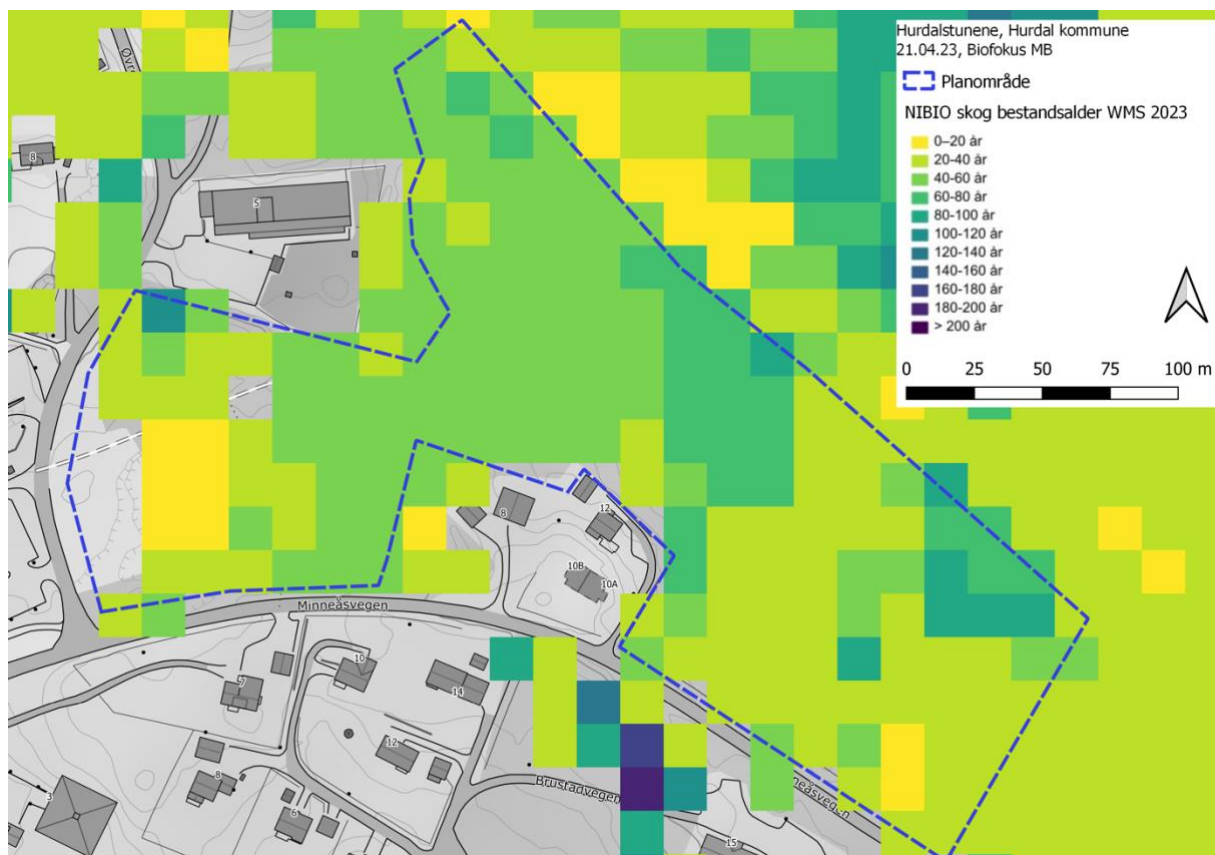 Hurdalstunene, Hurdal kommune
21.04.23, Biofokus MB
Planområde
NIBIO skog bestandsalder WMS 2023
0–20 år
20-40 år
40-60 år
60-80 år
80-100 år
100-120 år
120-140 år
140-160 år
160-180 år
180-200 år
> 200 år
0 25 50 75 100 m
Øvre
8
5
8
12
10B
10A
Minneåsvegen
7
10
14
12
8
6
3
Brustadvegen
neåsvegen
15